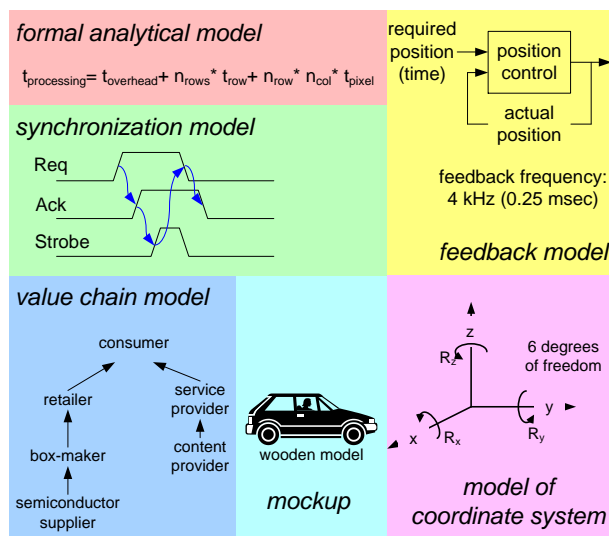 formal analytical model
tprocessing= toverhead+ nrows* trow+ nrow* ncol* tpixel
synchronization model
Req
Ack
Strobe
required
position
(time)
position
control
actual
position
feedback frequency:
4 kHz (0.25 msec)
feedback model
value chain model
consumer
retailer
service
provider
box-maker
content
provider
semiconductor
supplier
wooden model
mockup
z
Rz
6 degrees
of freedom
y
Ry
x
Rx
model of
coordinate system